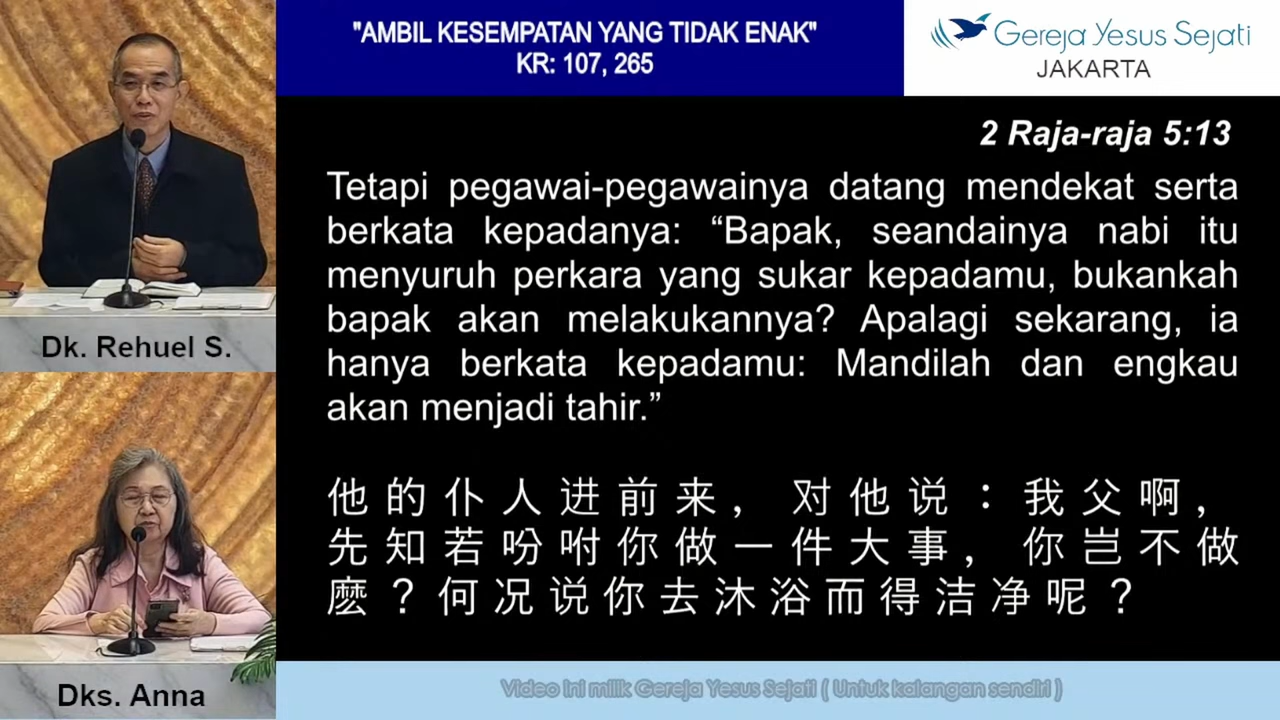 "AMBIL KESEMPATAN YANG TIDAK ENAK"
KR: 107, 265
Gereja Yesus Sejati
JAKARTA
2 Raja-raja 5:13
Tetapi pegawai-pegawainya datang mendekat serta
berkata kepadanya: “Bapak, seandainya nabi itu
menyuruh perkara yang sukar kepadamu, bukankah
bapak akan melakukannya? Apalagi sekarang, ia
hanya berkata kepadamu: Mandilah dan engkau
akan menjadi tahir.”
他的仆人进前来，对他说：我父啊，
先知若吩咐你做一件大事，你岂不做
麽？何况说你去沐浴而得洁净呢？
Dk. Rehuel S.
Dks. Anna
Video ini milik Gereja Yesus Sejati ( Untuk kalangan sendiri )